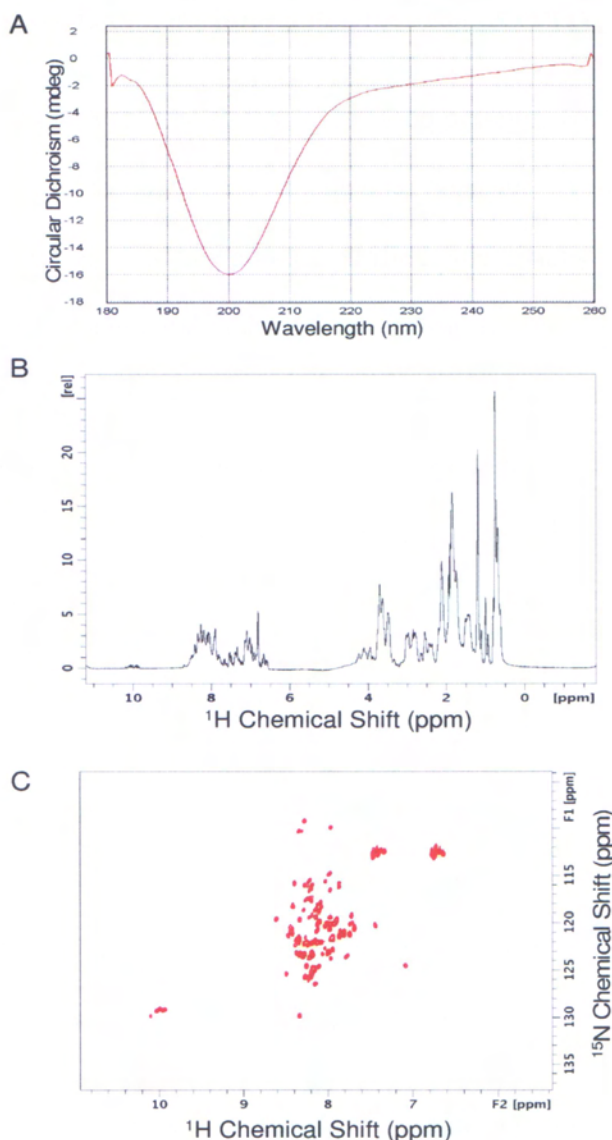 A
2
0
-2
-4
-6
-8
-10
-12
-14
-16
-18
Circular Dichroism (mdeg)
180 190 200 210 220 230 240 250 260
Wavelength (nm)
B
[rel]
20
15
10
5
0
10 8 6 4 2 0 [ppm]
¹H Chemical Shift (ppm)
C
F1 [ppm]
115
120
125
130
135
¹⁵N Chemical Shift (ppm)
10 9 8 7 F2 [ppm]
¹H Chemical Shift (ppm)